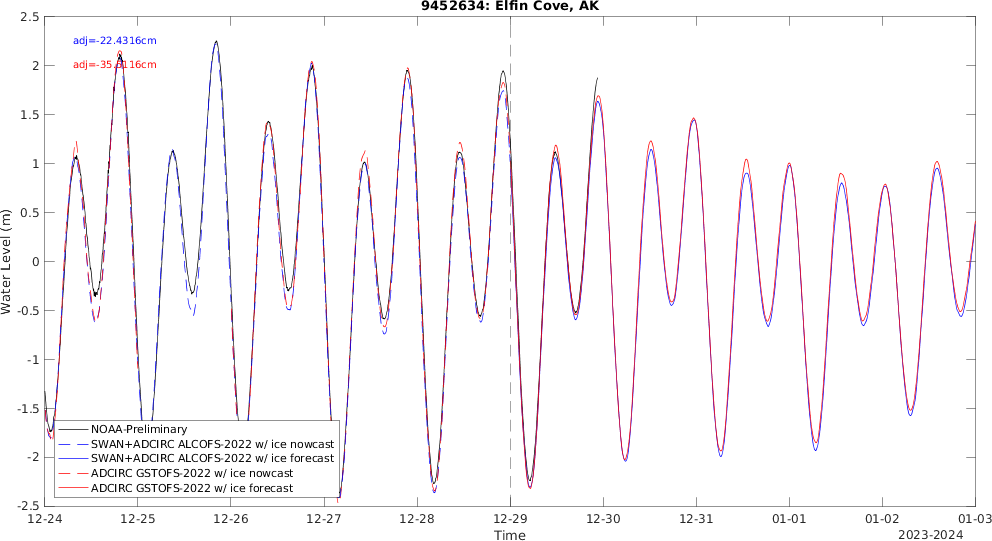 9452634: Elfin Cove, AK
2.5
2
1.5
1
0.5
0
-0.5
-1
-1.5
-2
-2.5
Water Level (m)
adj=-22.4316cm
NOAA-Preliminary
SWAN+ADCIRC ALCOFS-2022 w/ ice nowcast
SWAN+ADCIRC ALCOFS-2022 w/ ice forecast
ADCIRC GSTOFS-2022 w/ ice nowcast
ADCIRC GSTOFS-2022 w/ ice forecast
12-24
12-25
12-26
12-27
12-28
12-29
12-30
12-31
01-01
01-02
01-03
Time
2023-2024